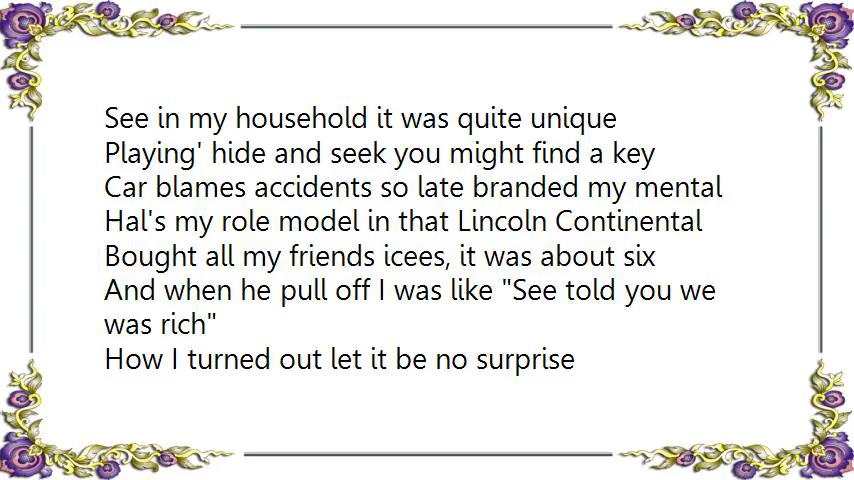 See in my household it was quite unique
Playing' hide and seek you might find a key
Car blames accidents so late branded my mental
Hal's my role model in that Lincoln Continental
Bought all my friends icees, it was about six
And when he pull off I was like "See told you we
was rich"
How I turned out let it be no surprise